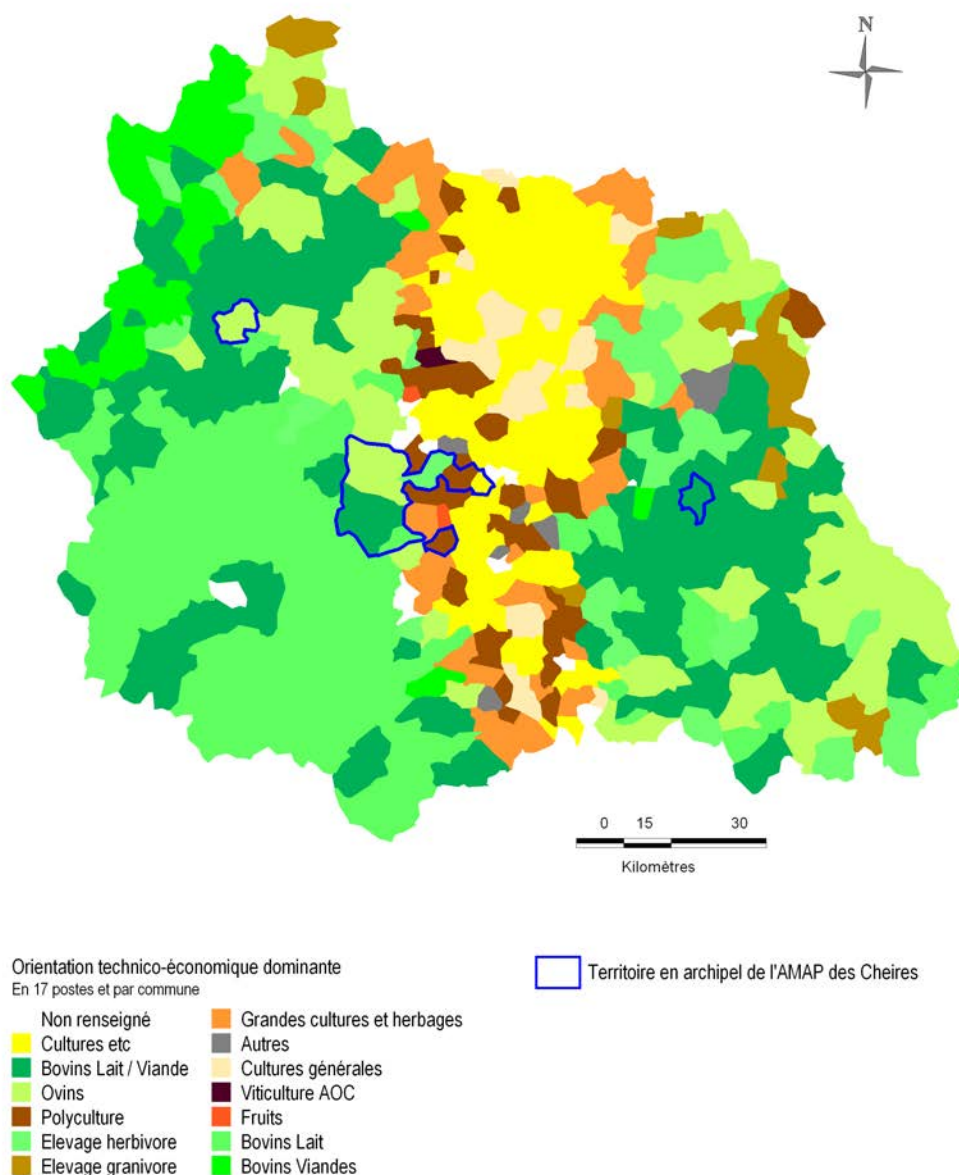 N
0 15 30
Kilomètres
Orientation technico-économique dominante
En 17 postes et par commune
Territoire en archipel de l'AMAP des Cheires
Non renseigné
Cultures etc
Bovins Lait / Viande
Ovins
Polyculture
Elevage herbivore
Elevage granivore
Grandes cultures et herbages
Autres
Cultures générales
Viticulture AOC
Fruits
Bovins Lait
Bovins Viandes